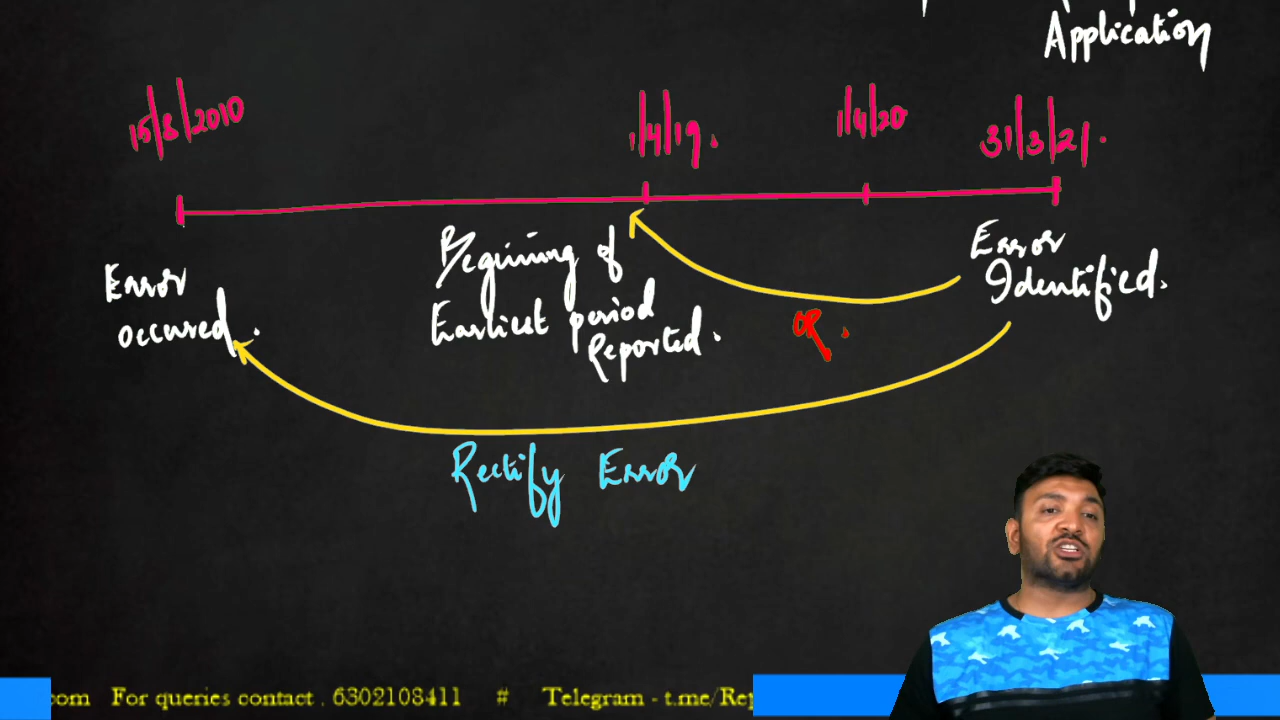 Application
15/8/2010
1/4/19.
1/4/20
31/3/21.
Error
occured.
Begining of
Earliest period
Reported.
Error
Identified.
OR.
Rectify Error
.com For queries contact . 6302108411 # Telegram - t.me/Rep